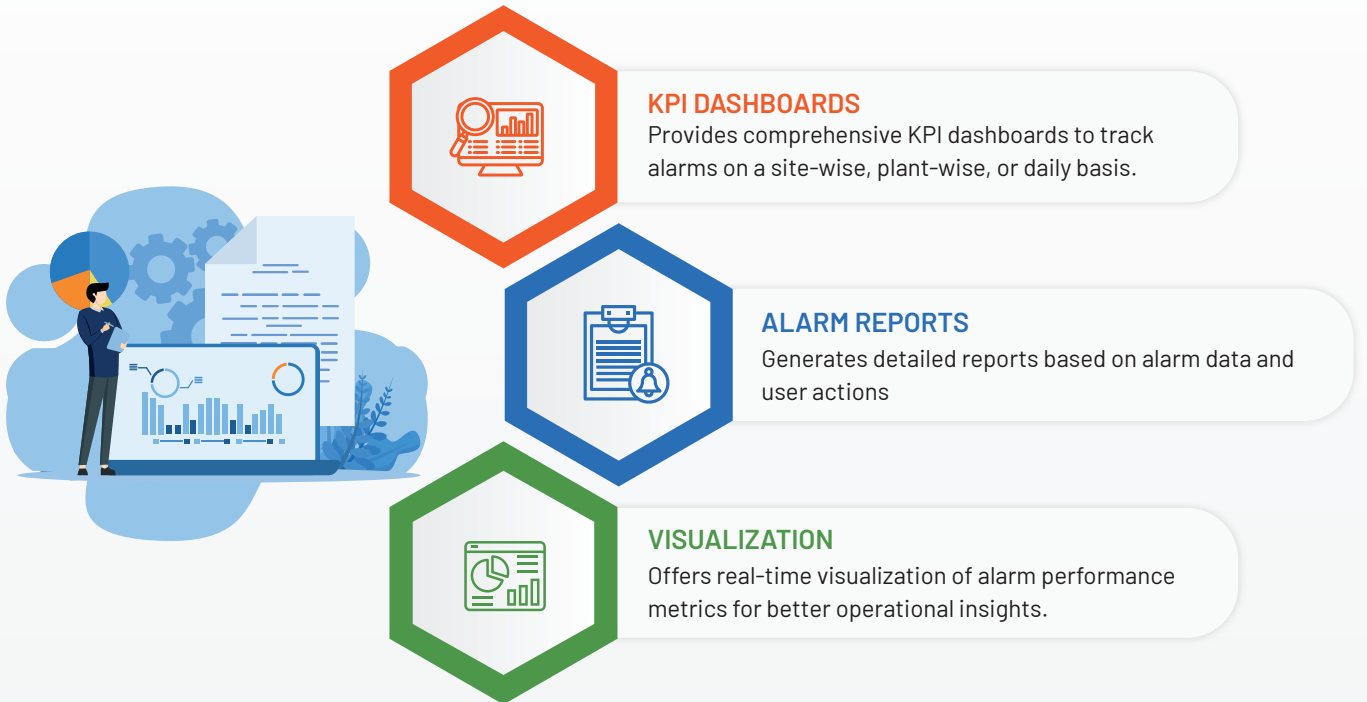 KPI DASHBOARDS
Provides comprehensive KPI dashboards to track
alarms on a site-wise, plant-wise, or daily basis.
ALARM REPORTS
Generates detailed reports based on alarm data and
user actions
VISUALIZATION
Offers real-time visualization of alarm performance
metrics for better operational insights.